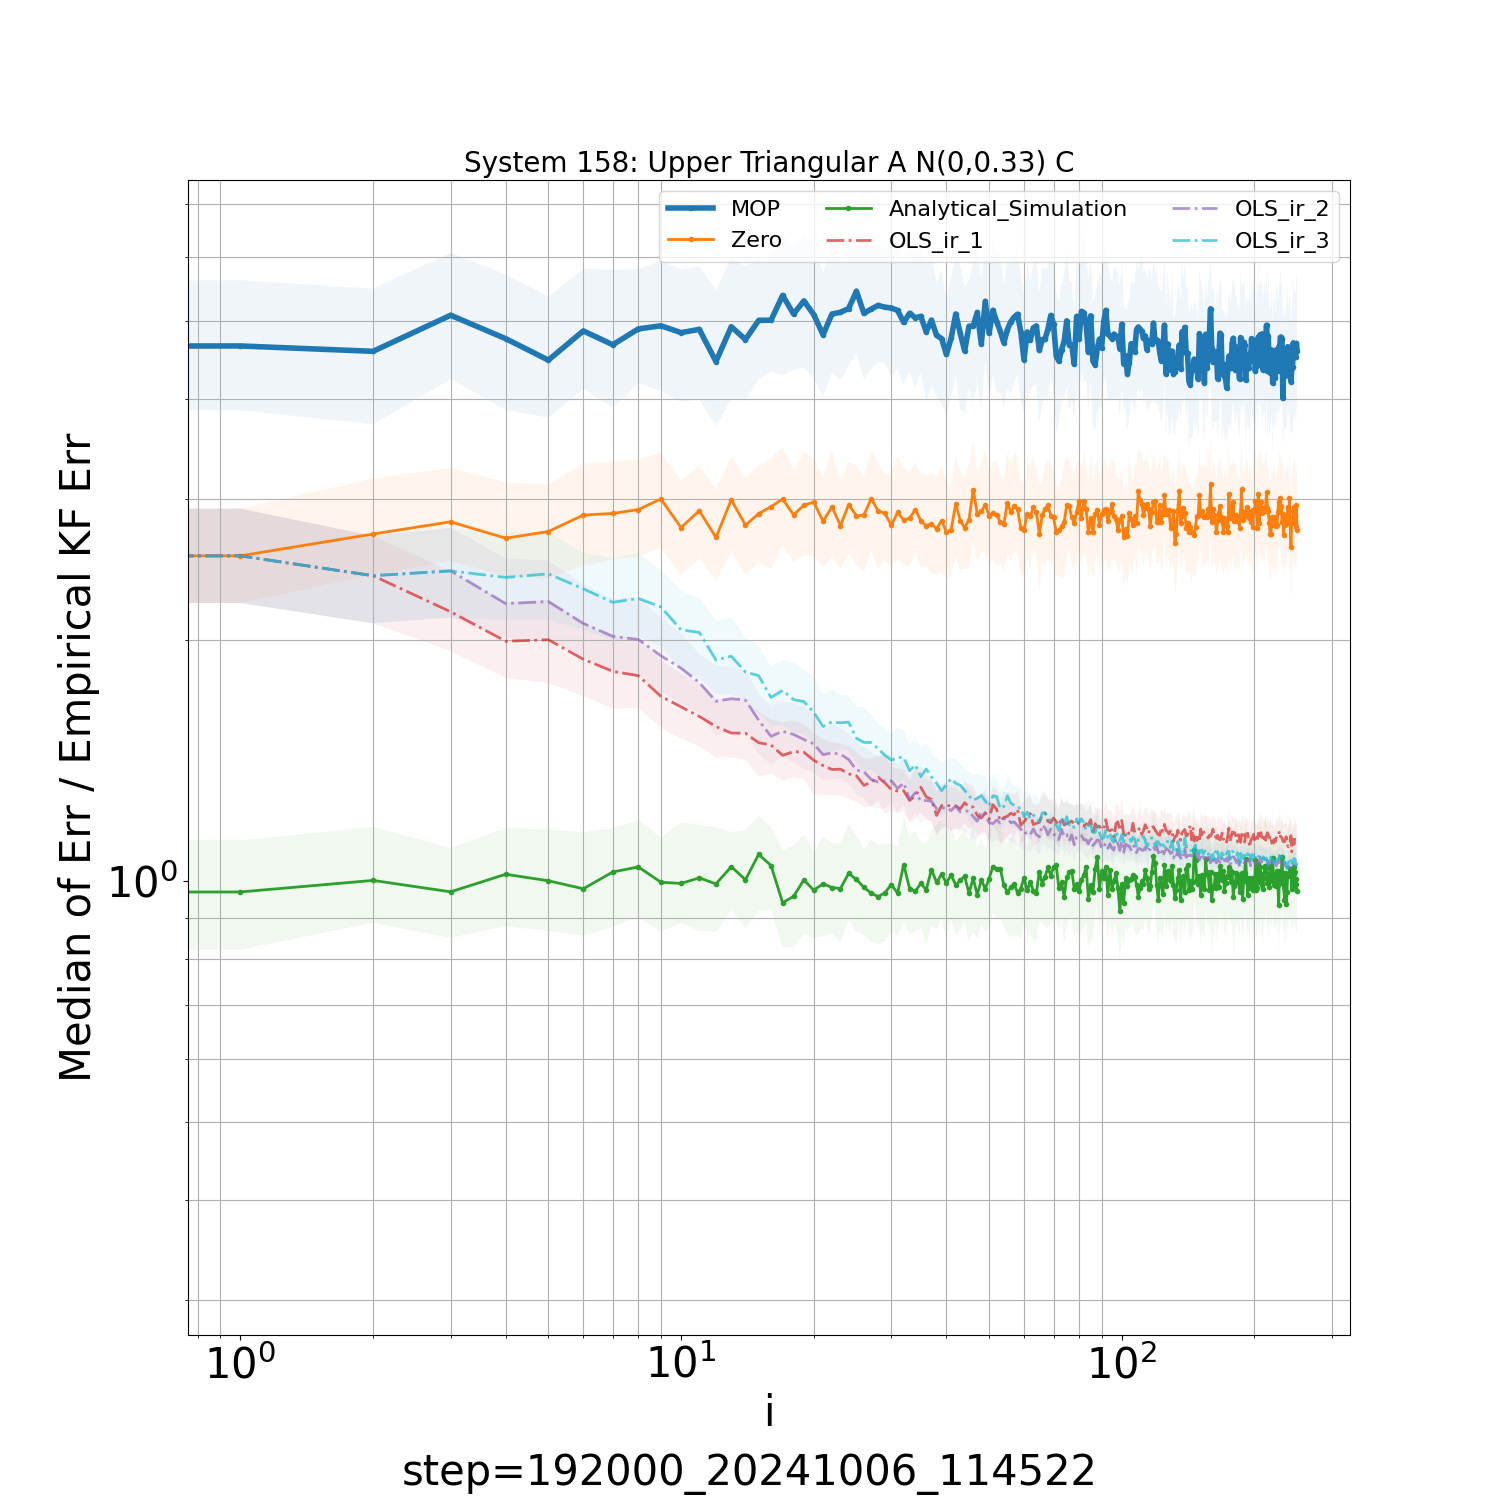 System 158: Upper Triangular A N(0,0.33) C
MOP
Zero
Analytical_Simulation
OLS_ir_1
OLS_ir_2
OLS_ir_3
Median of Err / Empirical KF Err
10⁰
10⁰
10¹
10²
i
step=192000_20241006_114522